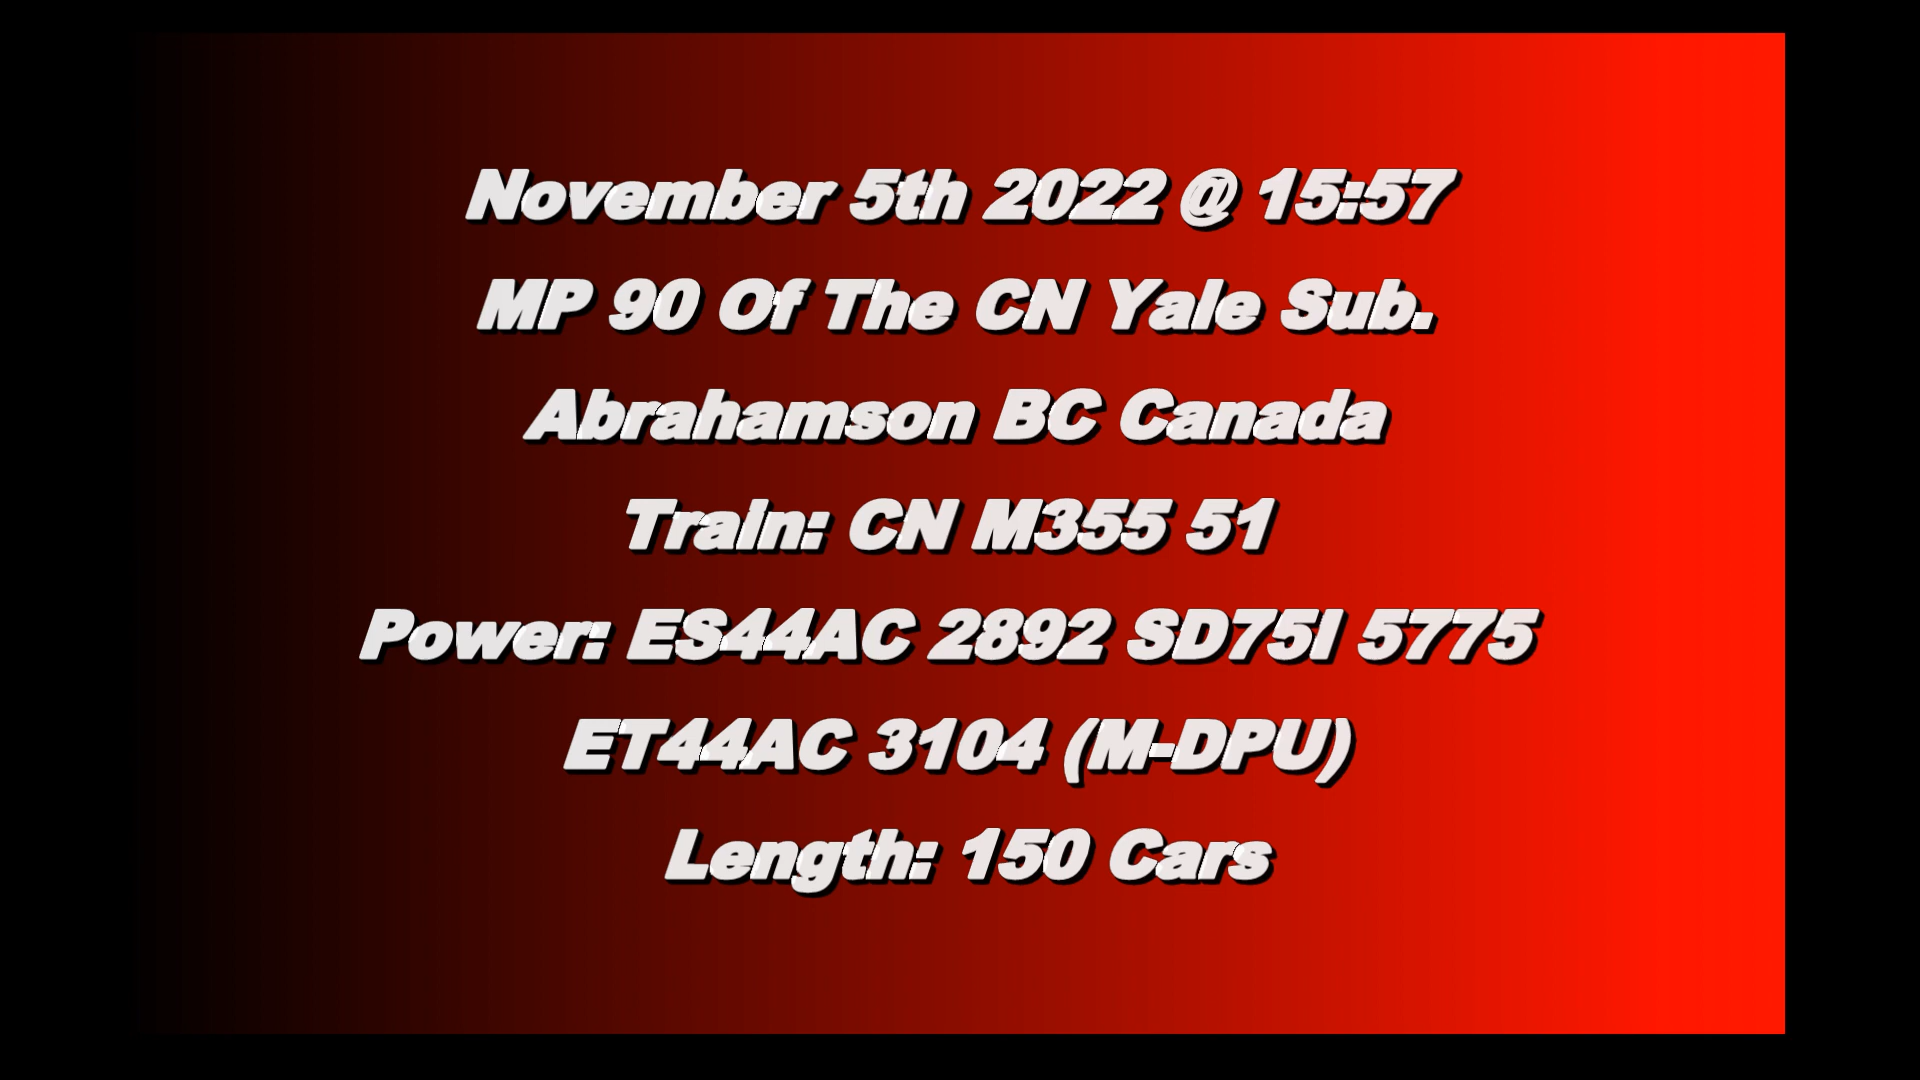 November 5th 2022 @ 15:57
MP 90 Of The CN Yale Sub.
Abrahamson BC Canada
Train: CN M355 51
Power: ES44AC 2892 SD75I 5775
ET44AC 3104 (M-DPU)
Length: 150 Cars